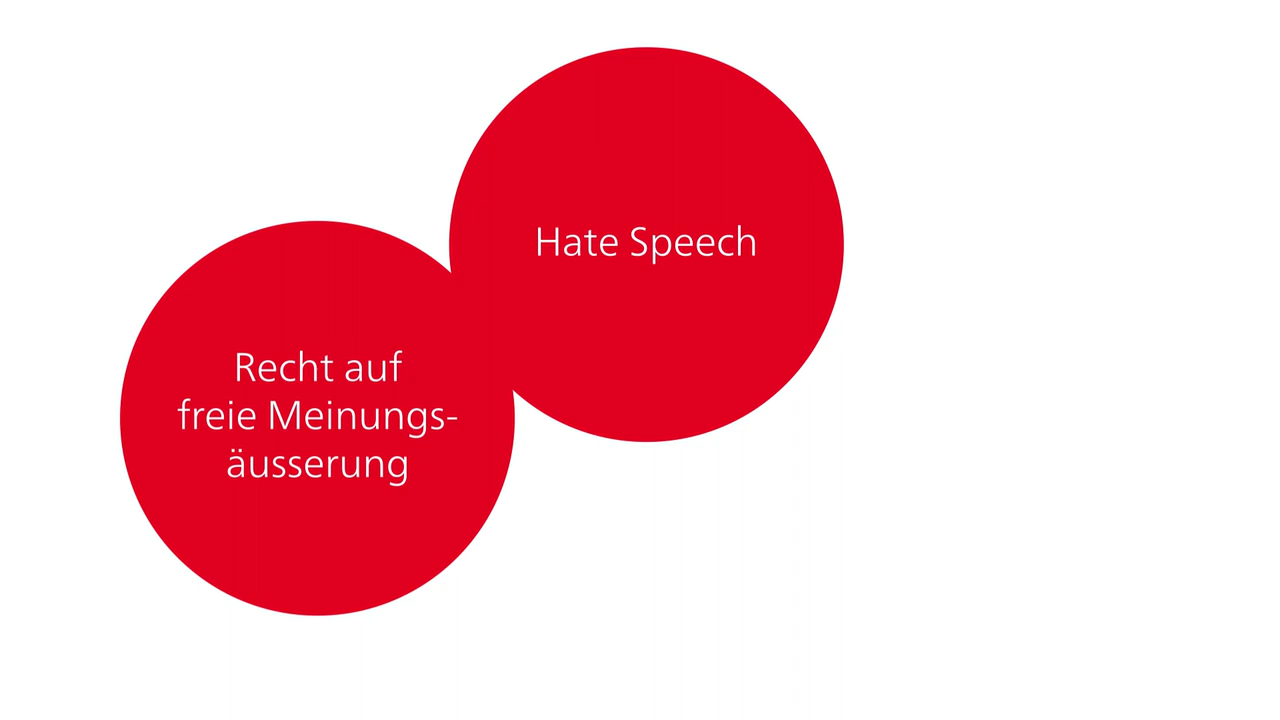 Hate Speech
Recht auf
freie Meinungs-
äusserung